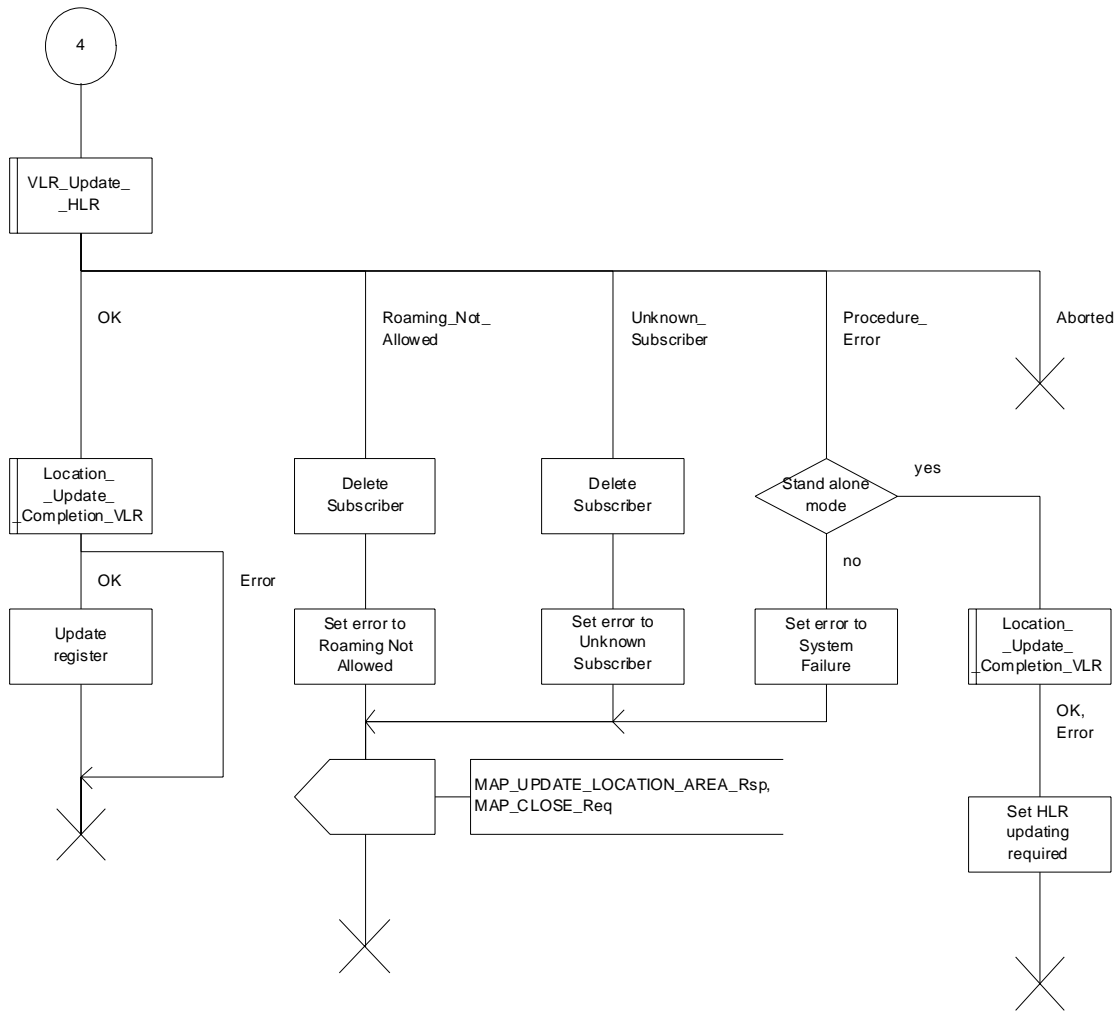 4
VLR_Update_
_HLR
OK
Roaming_Not_
Allowed
Unknown_
Subscriber
Procedure_
Error
Aborted
Location_
_Update_
_Completion_VLR
Delete
Subscriber
Delete
Subscriber
Stand alone
mode
yes
no
OK
Error
Update
register
Set error to
Roaming Not
Allowed
Set error to
Unknown
Subscriber
Set error to
System
Failure
Location_
_Update_
_Completion_VLR
OK,
Error
MAP_UPDATE_LOCATION_AREA_Rsp,
MAP_CLOSE_Req
Set HLR
updating
required